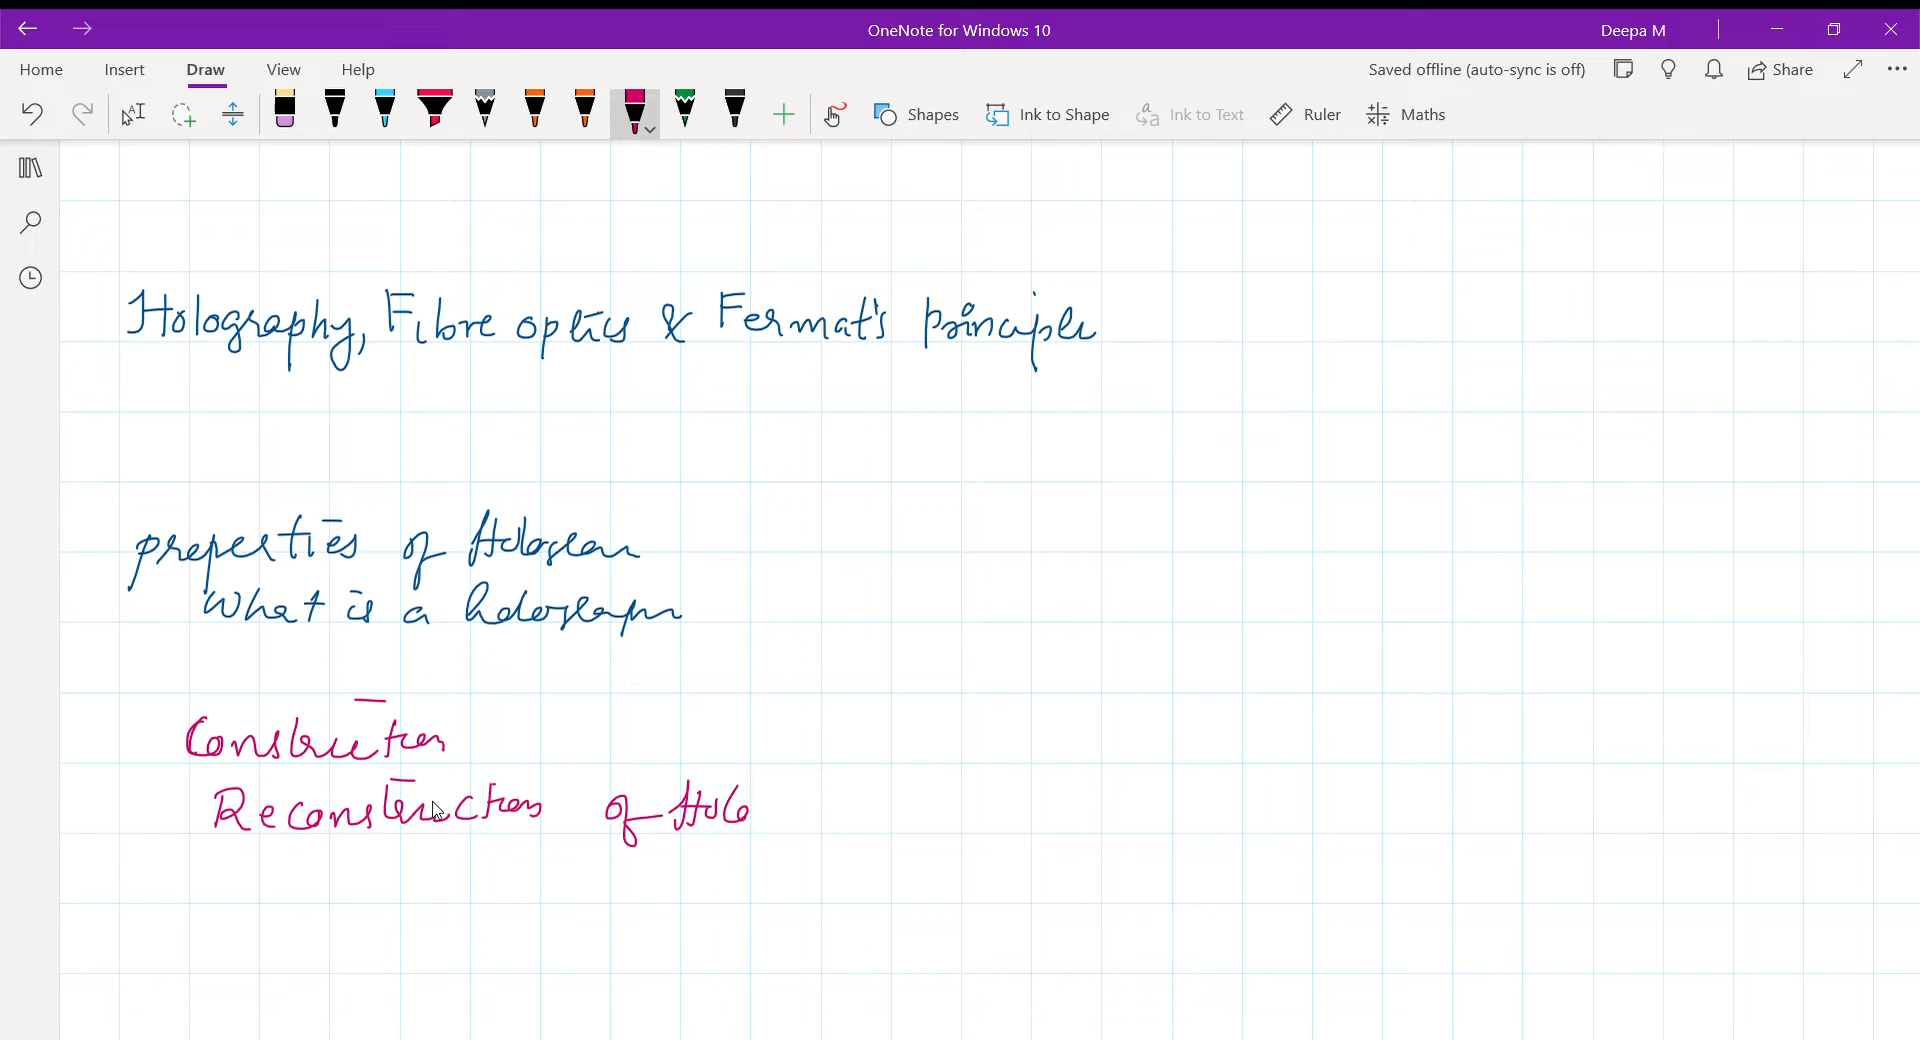 OneNote for Windows 10
Deepa M
Home Insert Draw View Help
Saved offline (auto-sync is off)
Share
Shapes Ink to Shape Ink to Text Ruler Maths
Holography, Fibre optics & Fermat's principle
properties of Hologram
What is a holograph
Construction
Reconstruction of Holo